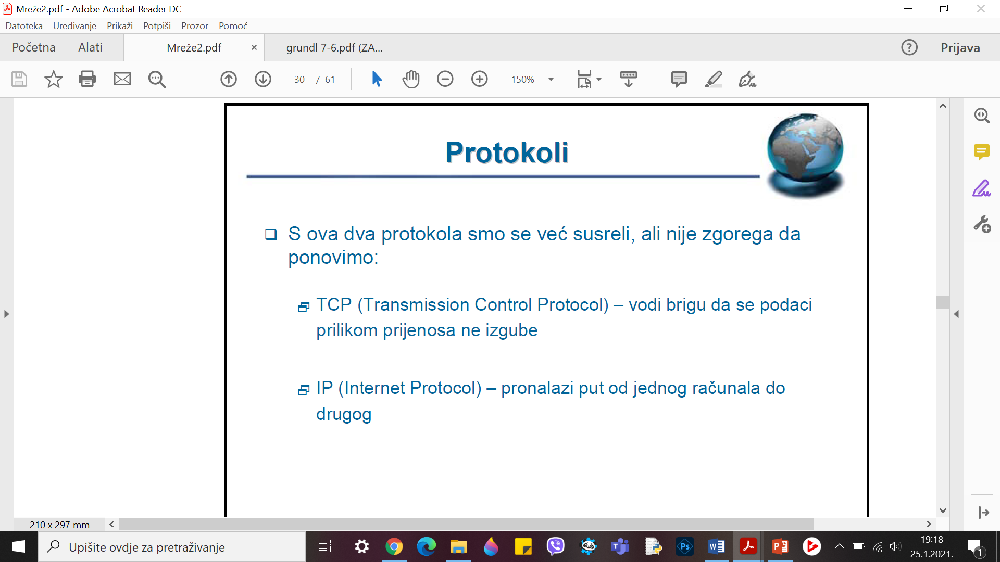 Mreže2.pdf - Adobe Acrobat Reader DC
Datoteka Uređivanje Prikaži Potpiši Prozor Pomoć
Početna Alati Mreže2.pdf grundl 7-6.pdf (ZA... Prijava
30 / 61 150%
Protokoli
S ova dva protokola smo se već susreli, ali nije zgorega da
ponovimo:
TCP (Transmission Control Protocol) – vodi brigu da se podaci
prilikom prijenosa ne izgube
IP (Internet Protocol) – pronalazi put od jednog računala do
drugog
210 x 297 mm
Upišite ovdje za pretraživanje
19:18
25.1.2021.
1